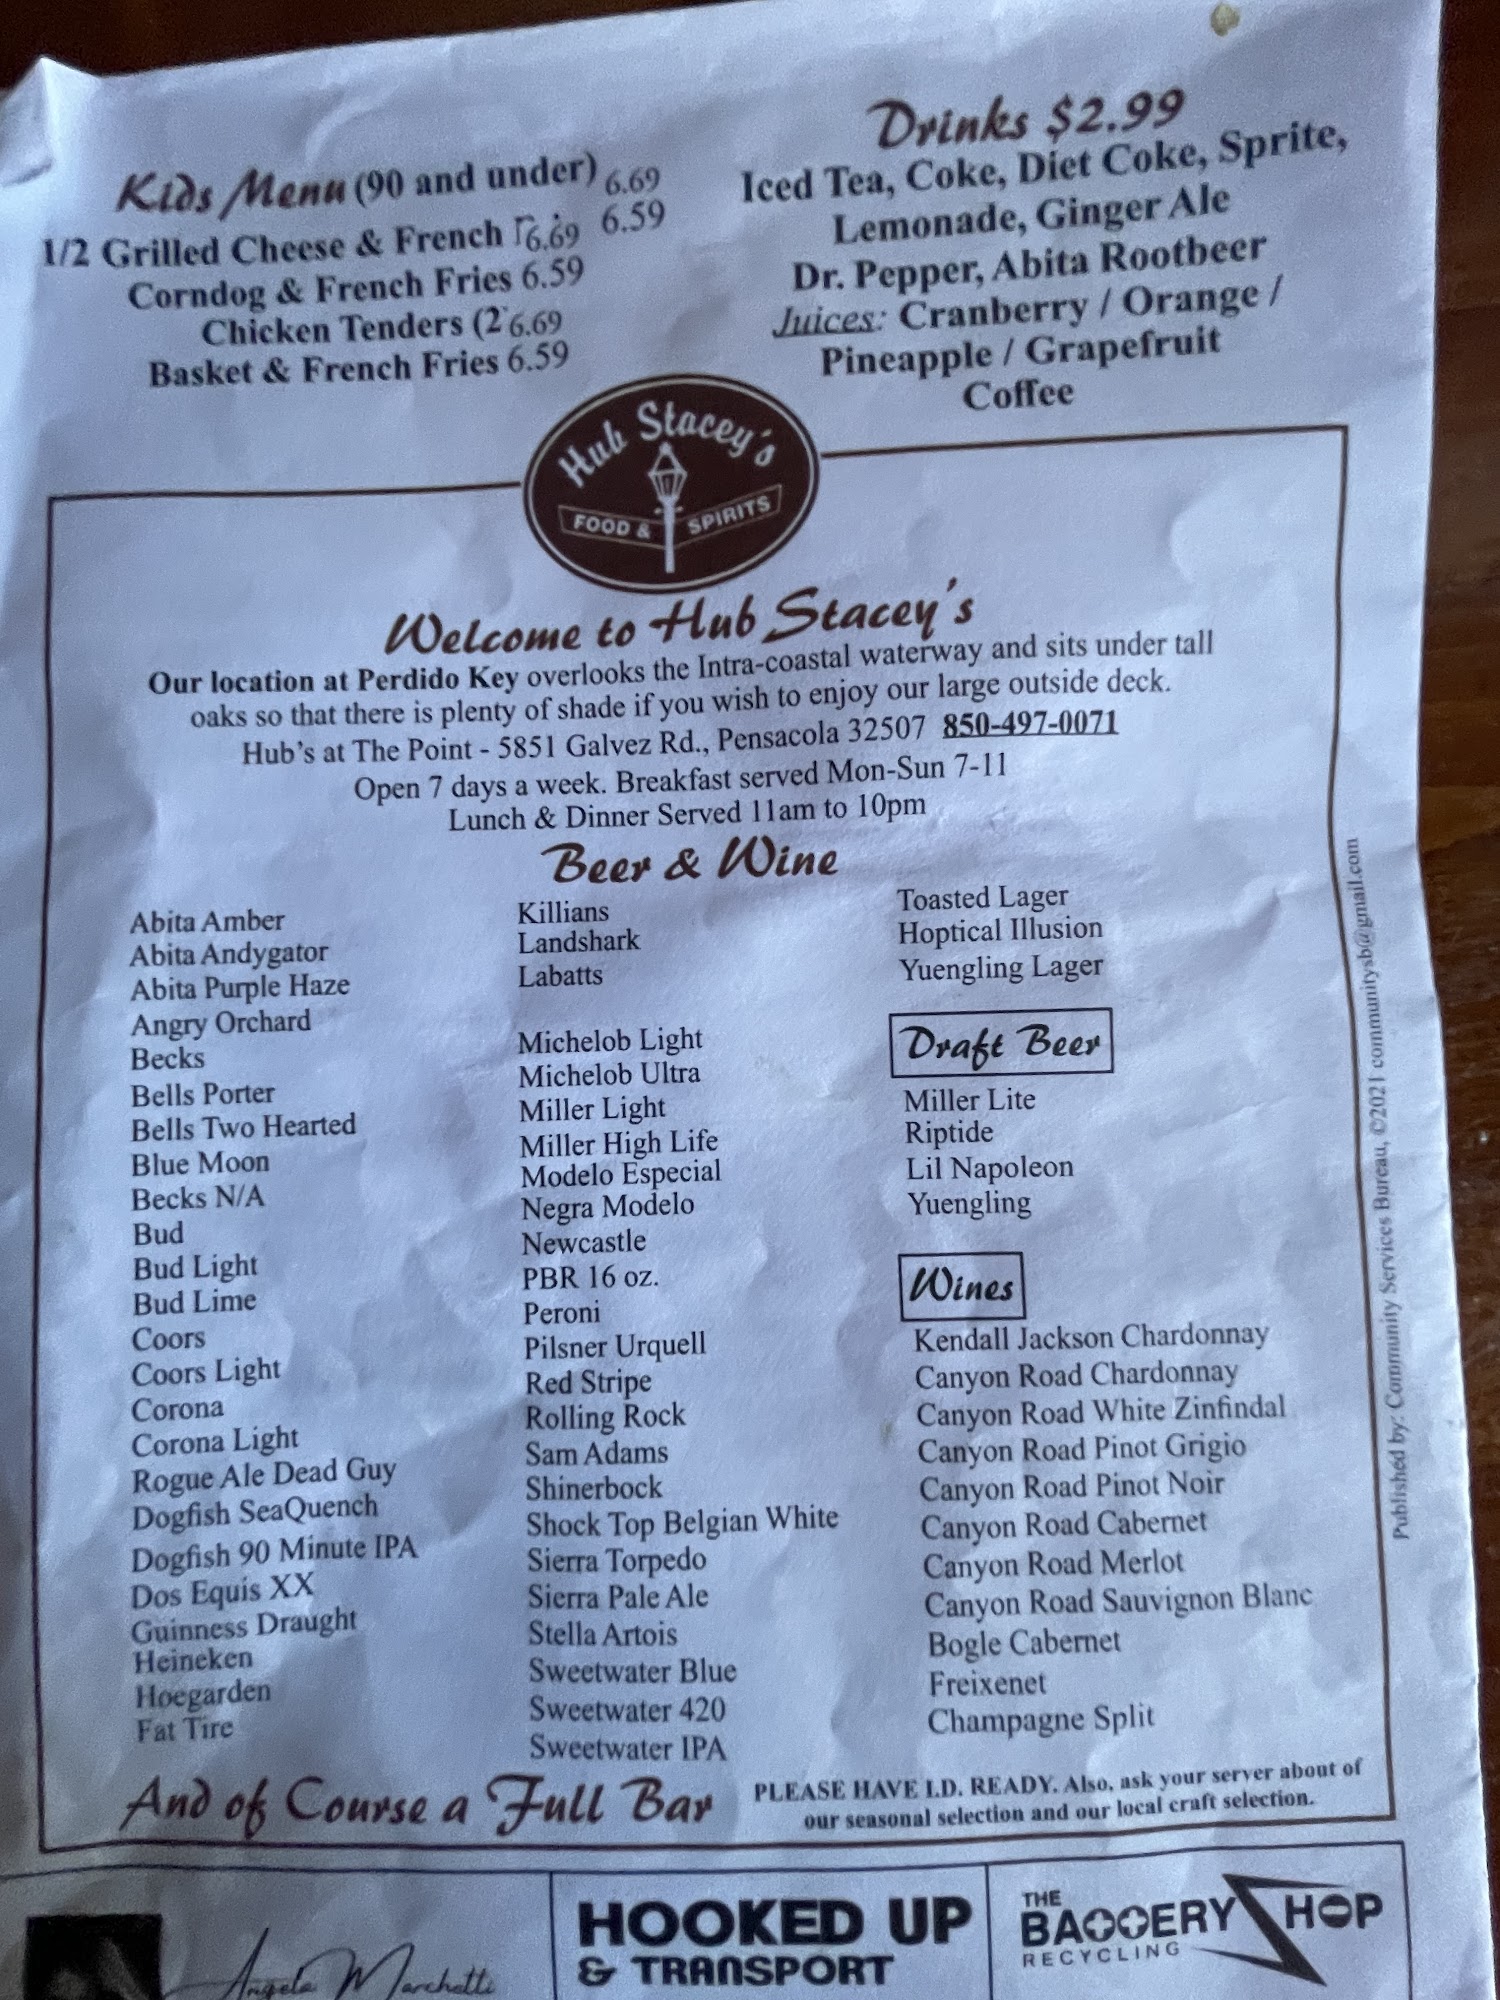 Kids Menu (90 and under) 6.69
1/2 Grilled Cheese & French 6.69 6.59
Corndog & French Fries 6.59
Chicken Tenders (2 6.69
Basket & French Fries 6.59
Drinks $2.99
Iced Tea, Coke, Diet Coke, Sprite,
Lemonade, Ginger Ale
Dr. Pepper, Abita Rootbeer
Juices: Cranberry / Orange /
Pineapple / Grapefruit
Coffee
Hub Stacey's
FOOD & SPIRITS
Welcome to Hub Stacey's
Our location at Perdido Key overlooks the Intra-coastal waterway and sits under tall
oaks so that there is plenty of shade if you wish to enjoy our large outside deck.
Hub's at The Point - 5851 Galvez Rd., Pensacola 32507 850-497-0071
Open 7 days a week. Breakfast served Mon-Sun 7-11
Lunch & Dinner Served 11am to 10pm
Beer & Wine
Abita Amber
Abita Andygator
Abita Purple Haze
Angry Orchard
Becks
Bells Porter
Bells Two Hearted
Blue Moon
Becks N/A
Bud
Bud Light
Bud Lime
Coors
Coors Light
Corona
Corona Light
Rogue Ale Dead Guy
Dogfish SeaQuench
Dogfish 90 Minute IPA
Dos Equis XX
Guinness Draught
Heineken
Hoegarden
Fat Tire
Killians
Landshark
Labatts
Michelob Light
Michelob Ultra
Miller Light
Miller High Life
Modelo Especial
Negra Modelo
Newcastle
PBR 16 oz.
Peroni
Pilsner Urquell
Red Stripe
Rolling Rock
Sam Adams
Shinerbock
Shock Top Belgian White
Sierra Torpedo
Sierra Pale Ale
Stella Artois
Sweetwater Blue
Sweetwater 420
Sweetwater IPA
Toasted Lager
Hoptical Illusion
Yuengling Lager
Draft Beer
Miller Lite
Riptide
Lil Napoleon
Yuengling
Wines
Kendall Jackson Chardonnay
Canyon Road Chardonnay
Canyon Road White Zinfindal
Canyon Road Pinot Grigio
Canyon Road Pinot Noir
Canyon Road Cabernet
Canyon Road Merlot
Canyon Road Sauvignon Blanc
Bogle Cabernet
Freixenet
Champagne Split
And of Course a Full Bar
PLEASE HAVE I.D. READY. Also, ask your server about of
our seasonal selection and our local craft selection.
Published by: Community Services Bureau, ©2021 communitysb@gmail.com
Angela Marchetti
HOOKED UP
& TRANSPORT
THE
BACCERY SHOP
RECYCLING